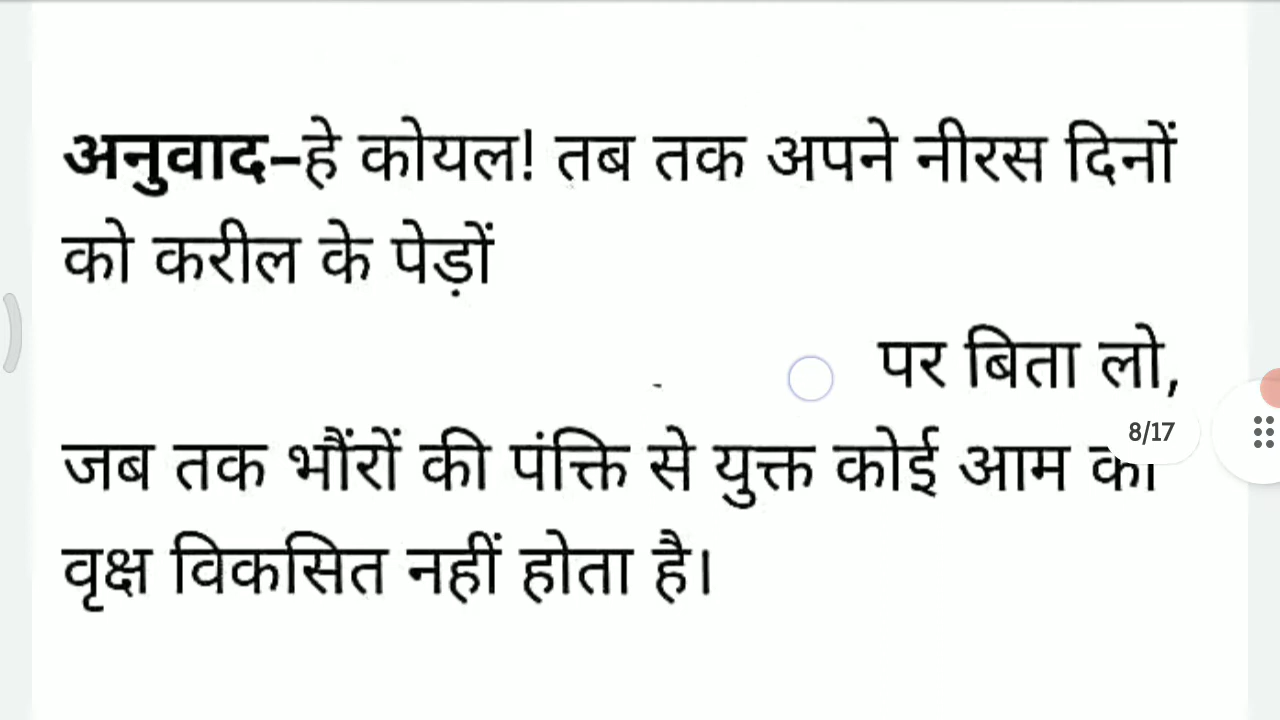 अनुवाद–हे कोयल! तब तक अपने नीरस दिनों
को करील के पेड़ों
पर बिता लो,
8/17
जब तक भौंरों की पंक्ति से युक्त कोई आम का
वृक्ष विकसित नहीं होता है।